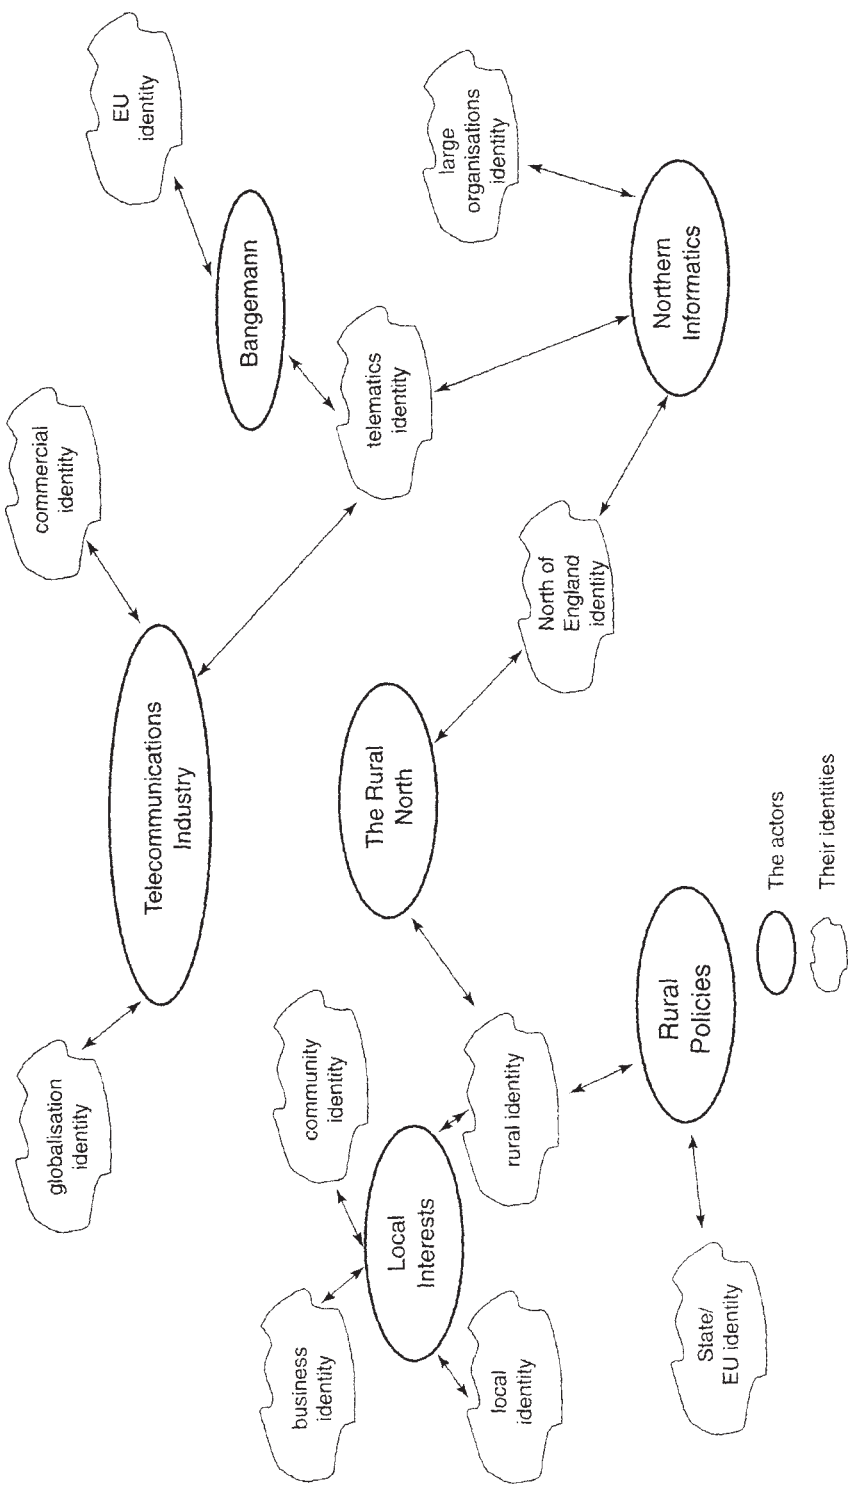 globalisation
identity
Telecommunications
Industry
commercial
identity
EU
identity
business
identity
community
identity
Bangemann
Local
Interests
The Rural
North
telematics
identity
large
organisations
identity
local
identity
rural identity
North of
England
identity
Northern
Informatics
State/
EU identity
Rural
Policies
The actors
Their identities